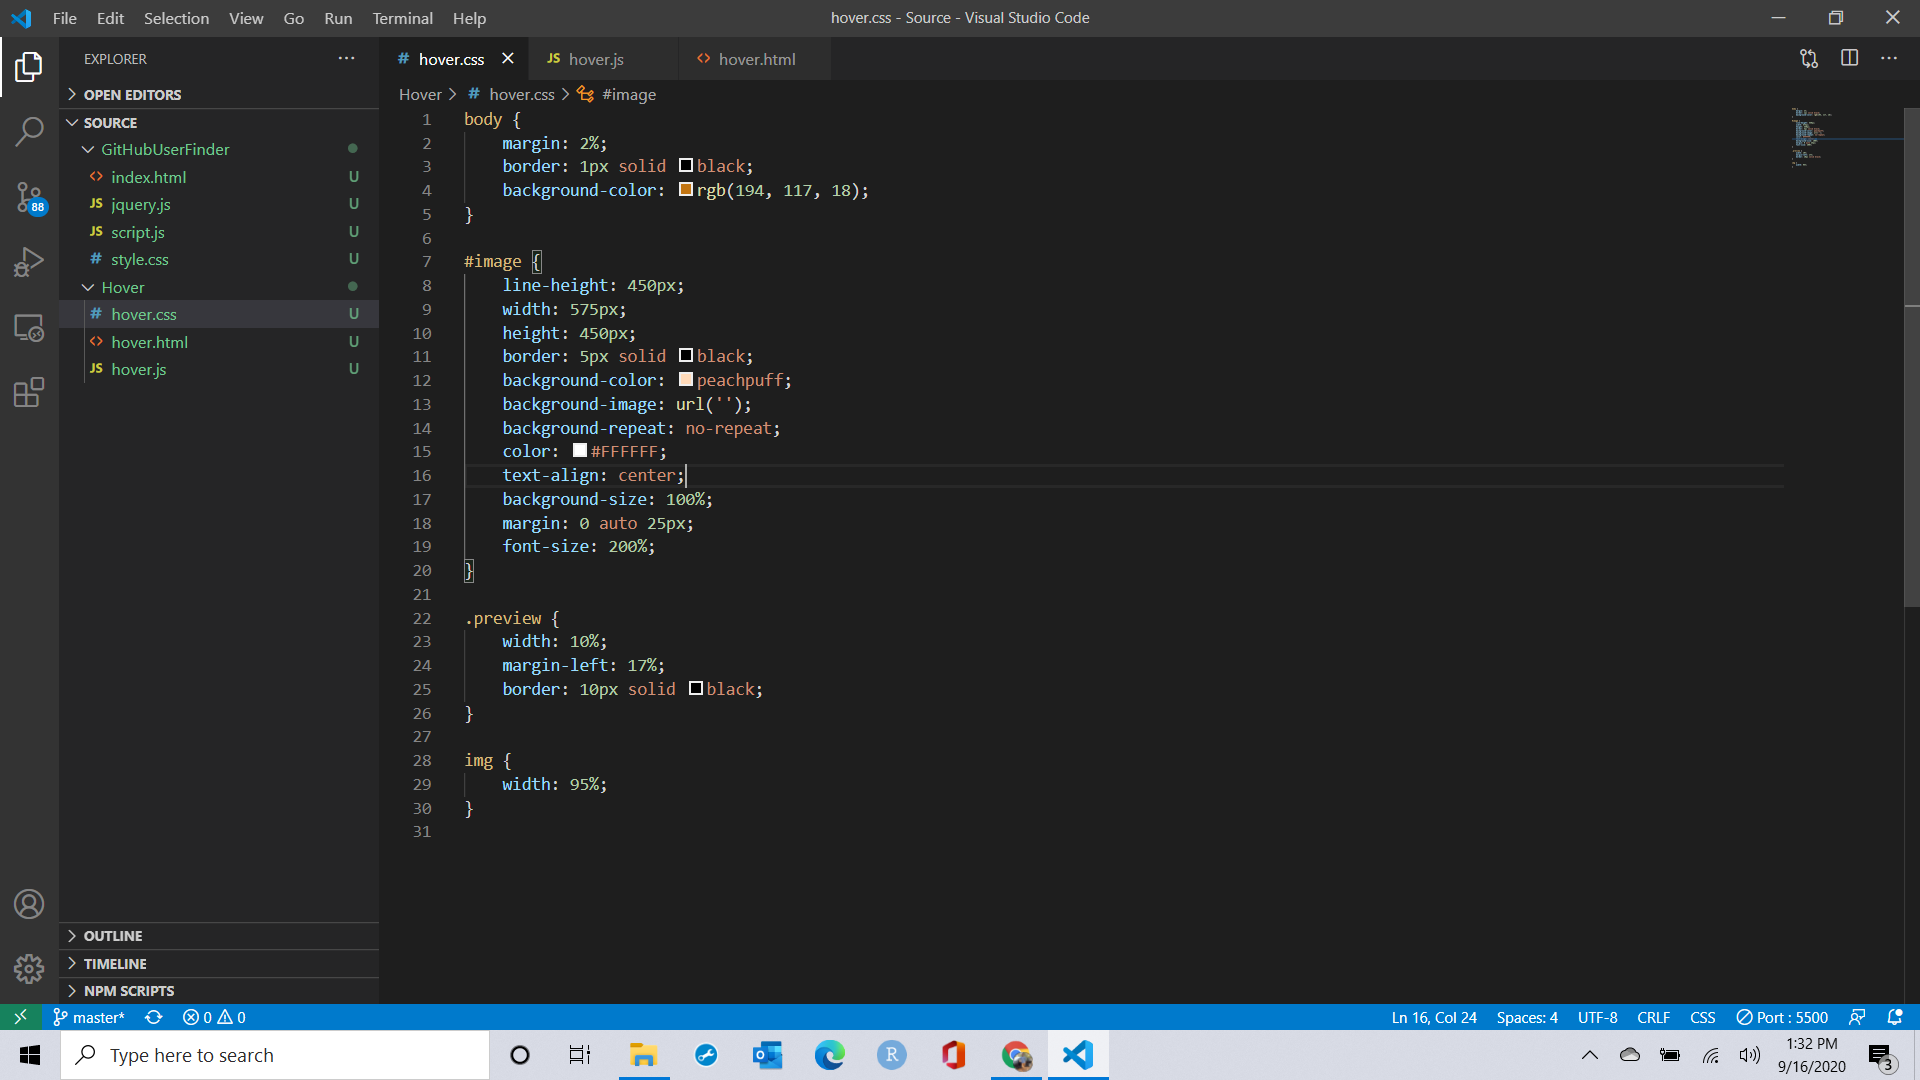 File Edit Selection View Go Run Terminal Help
hover.css - Source - Visual Studio Code
EXPLORER
OPEN EDITORS
SOURCE
GitHubUserFinder
index.html U
JS jquery.js U
JS script.js U
# style.css U
Hover
# hover.css U
hover.html U
JS hover.js U
OUTLINE
TIMELINE
NPM SCRIPTS
88
# hover.css
JS hover.js
<> hover.html
Hover > # hover.css > #image
1 body {
2 margin: 2%;
3 border: 1px solid black;
4 background-color: rgb(194, 117, 18);
5 }
6
7 #image {
8 line-height: 450px;
9 width: 575px;
10 height: 450px;
11 border: 5px solid black;
12 background-color: peachpuff;
13 background-image: url('');
14 background-repeat: no-repeat;
15 color: #FFFFFF;
16 text-align: center;
17 background-size: 100%;
18 margin: 0 auto 25px;
19 font-size: 200%;
20 }
21
22 .preview {
23 width: 10%;
24 margin-left: 17%;
25 border: 10px solid black;
26 }
27
28 img {
29 width: 95%;
30 }
31
master* 0 0
Ln 16, Col 24 Spaces: 4 UTF-8 CRLF CSS Port : 5500
Type here to search
R
1:32 PM
9/16/2020
3